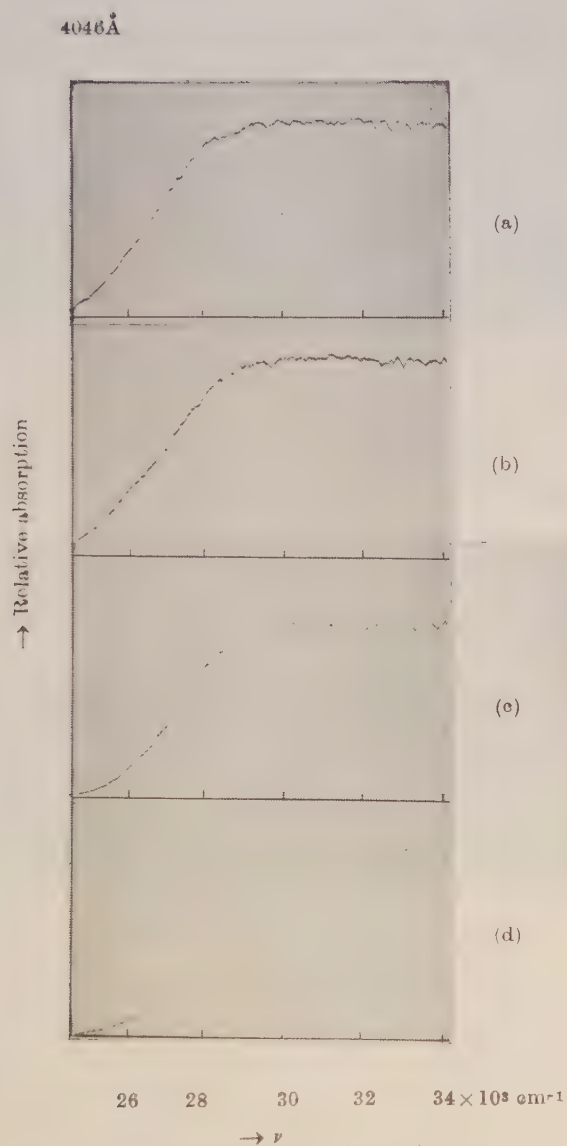 4046Å
(a)
(b)
→ Relative absorption
(c)
(d)
26 28 30 32 34 × 10³ cm⁻¹
→ ν